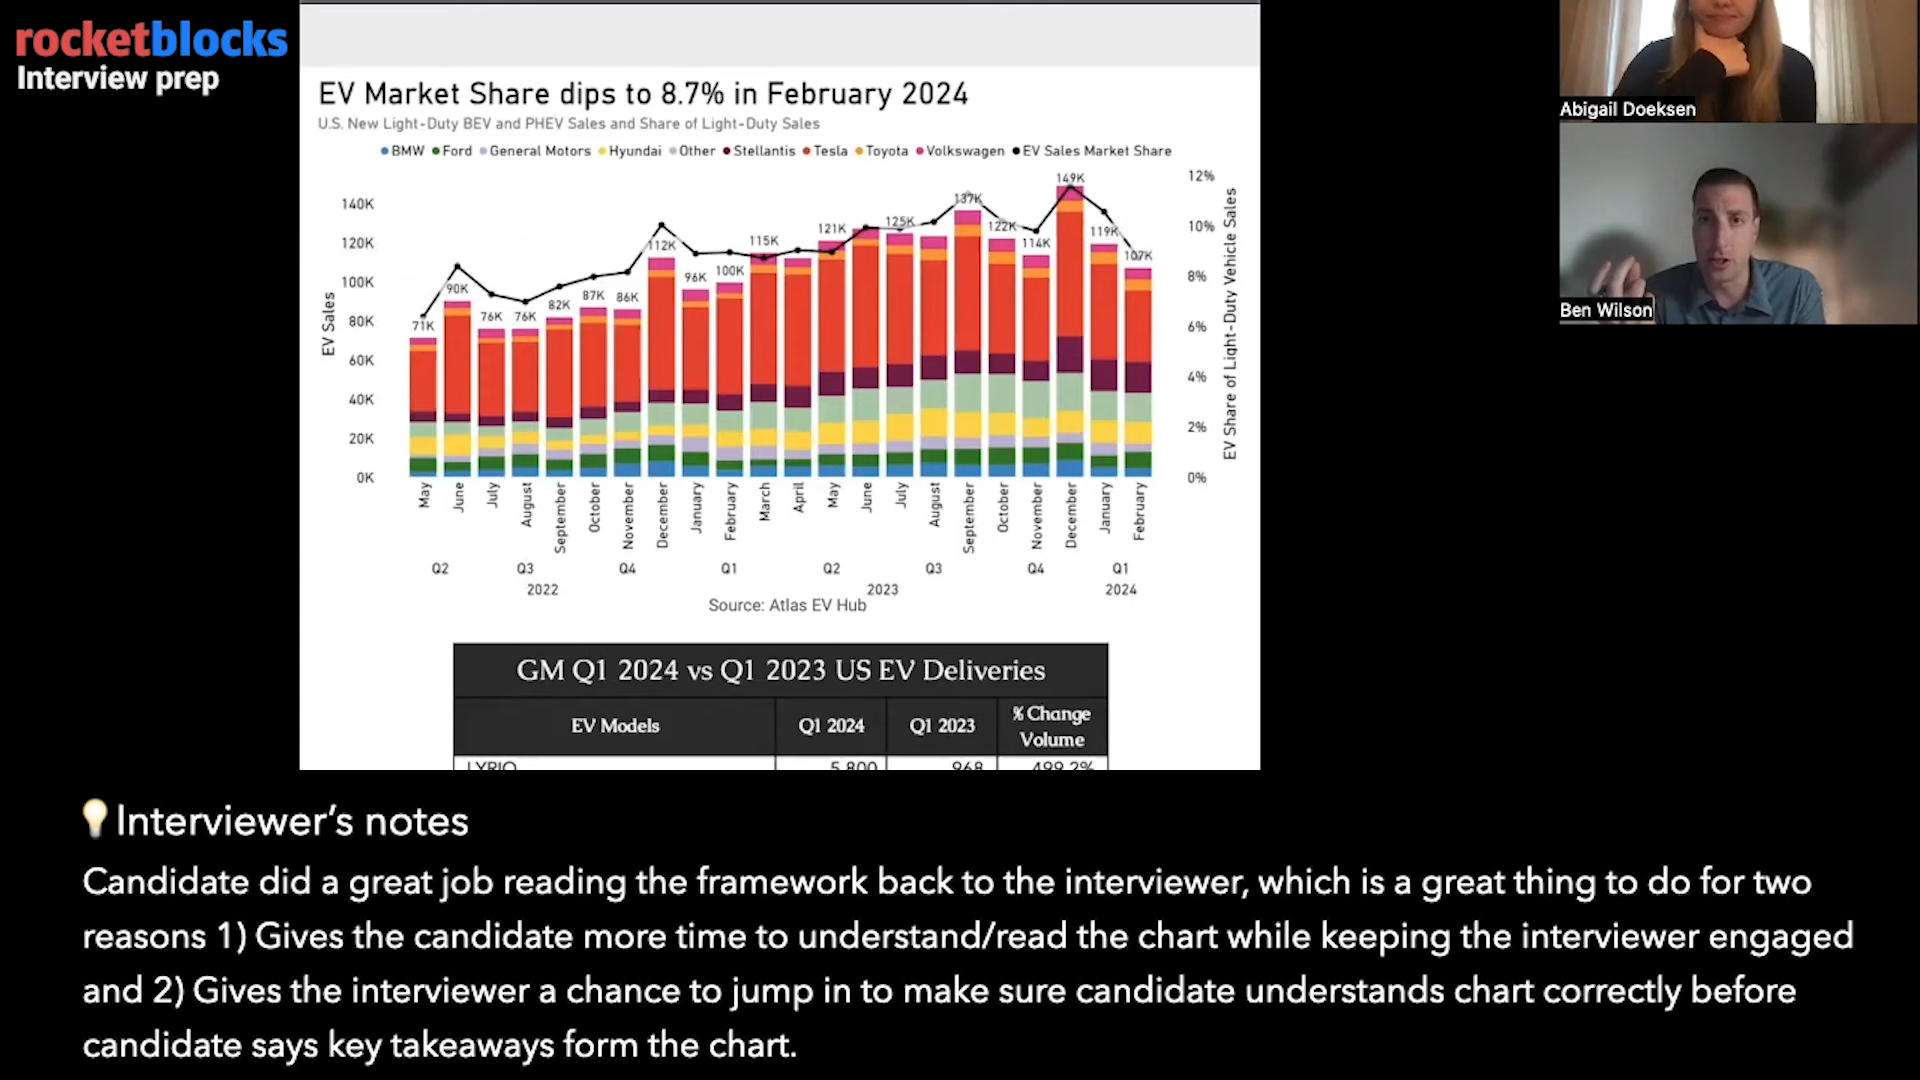 rocketblocks
Interview prep
EV Market Share dips to 8.7% in February 2024
U.S. New Light-Duty BEV and PHEV Sales and Share of Light-Duty Sales
BMW Ford General Motors Hyundai Other Stellantis Tesla Toyota Volkswagen EV Sales Market Share
EV Sales
140K
120K
100K
80K
60K
40K
20K
0K
71K
90K
76K
76K
82K
87K
86K
112K
96K
100K
115K
121K
125K
137K
122K
114K
149K
119K
107K
12%
10%
8%
6%
4%
2%
0%
EV Share of Light-Duty Vehicle Sales
May June July August September October November December January February March April May June July August September October November December January February
Q2 Q3 Q4 Q1 Q2 Q3 Q4 Q1
2022 2023 2024
Source: Atlas EV Hub
GM Q1 2024 vs Q1 2023 US EV Deliveries
EV Models Q1 2024 Q1 2023 % Change Volume
LYRIQ 5,800 968 499.2%
Abigail Doeksen
Ben Wilson
Interviewer's notes
Candidate did a great job reading the framework back to the interviewer, which is a great thing to do for two
reasons 1) Gives the candidate more time to understand/read the chart while keeping the interviewer engaged
and 2) Gives the interviewer a chance to jump in to make sure candidate understands chart correctly before
candidate says key takeaways form the chart.